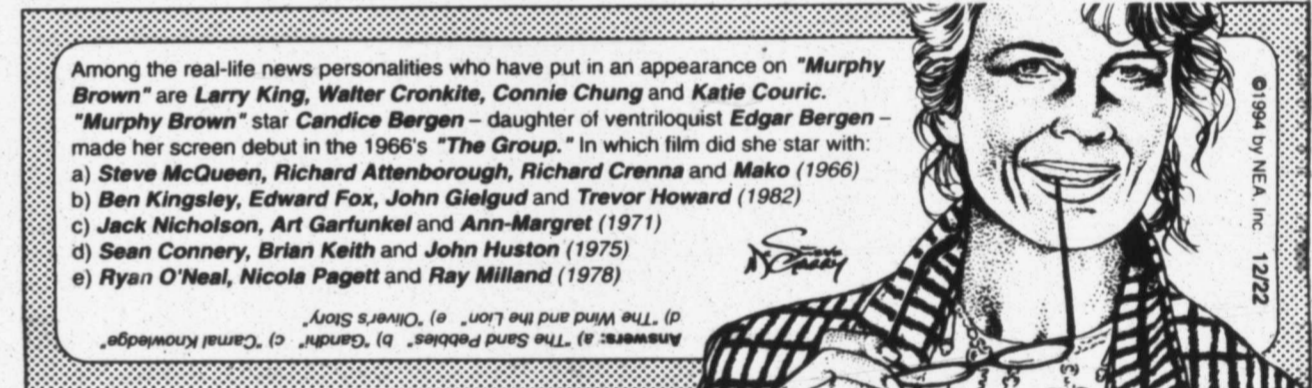 Among the real-life news personalities who have put in an appearance on "Murphy
Brown" are Larry King, Walter Cronkite, Connie Chung and Katie Couric.
"Murphy Brown" star Candice Bergen – daughter of ventriloquist Edgar Bergen –
made her screen debut in the 1966's "The Group." In which film did she star with:
a) Steve McQueen, Richard Attenborough, Richard Crenna and Mako (1966)
b) Ben Kingsley, Edward Fox, John Gielgud and Trevor Howard (1982)
c) Jack Nicholson, Art Garfunkel and Ann-Margret (1971)
d) Sean Connery, Brian Keith and John Huston (1975)
e) Ryan O'Neal, Nicola Pagett and Ray Milland (1978)
Answers: a) "The Sand Pebbles" b) "Gandhi" c) "Carnal Knowledge"
d) "The Wind and the Lion" e) "Oliver's Story"
©1994 by NEA, Inc. 12/22